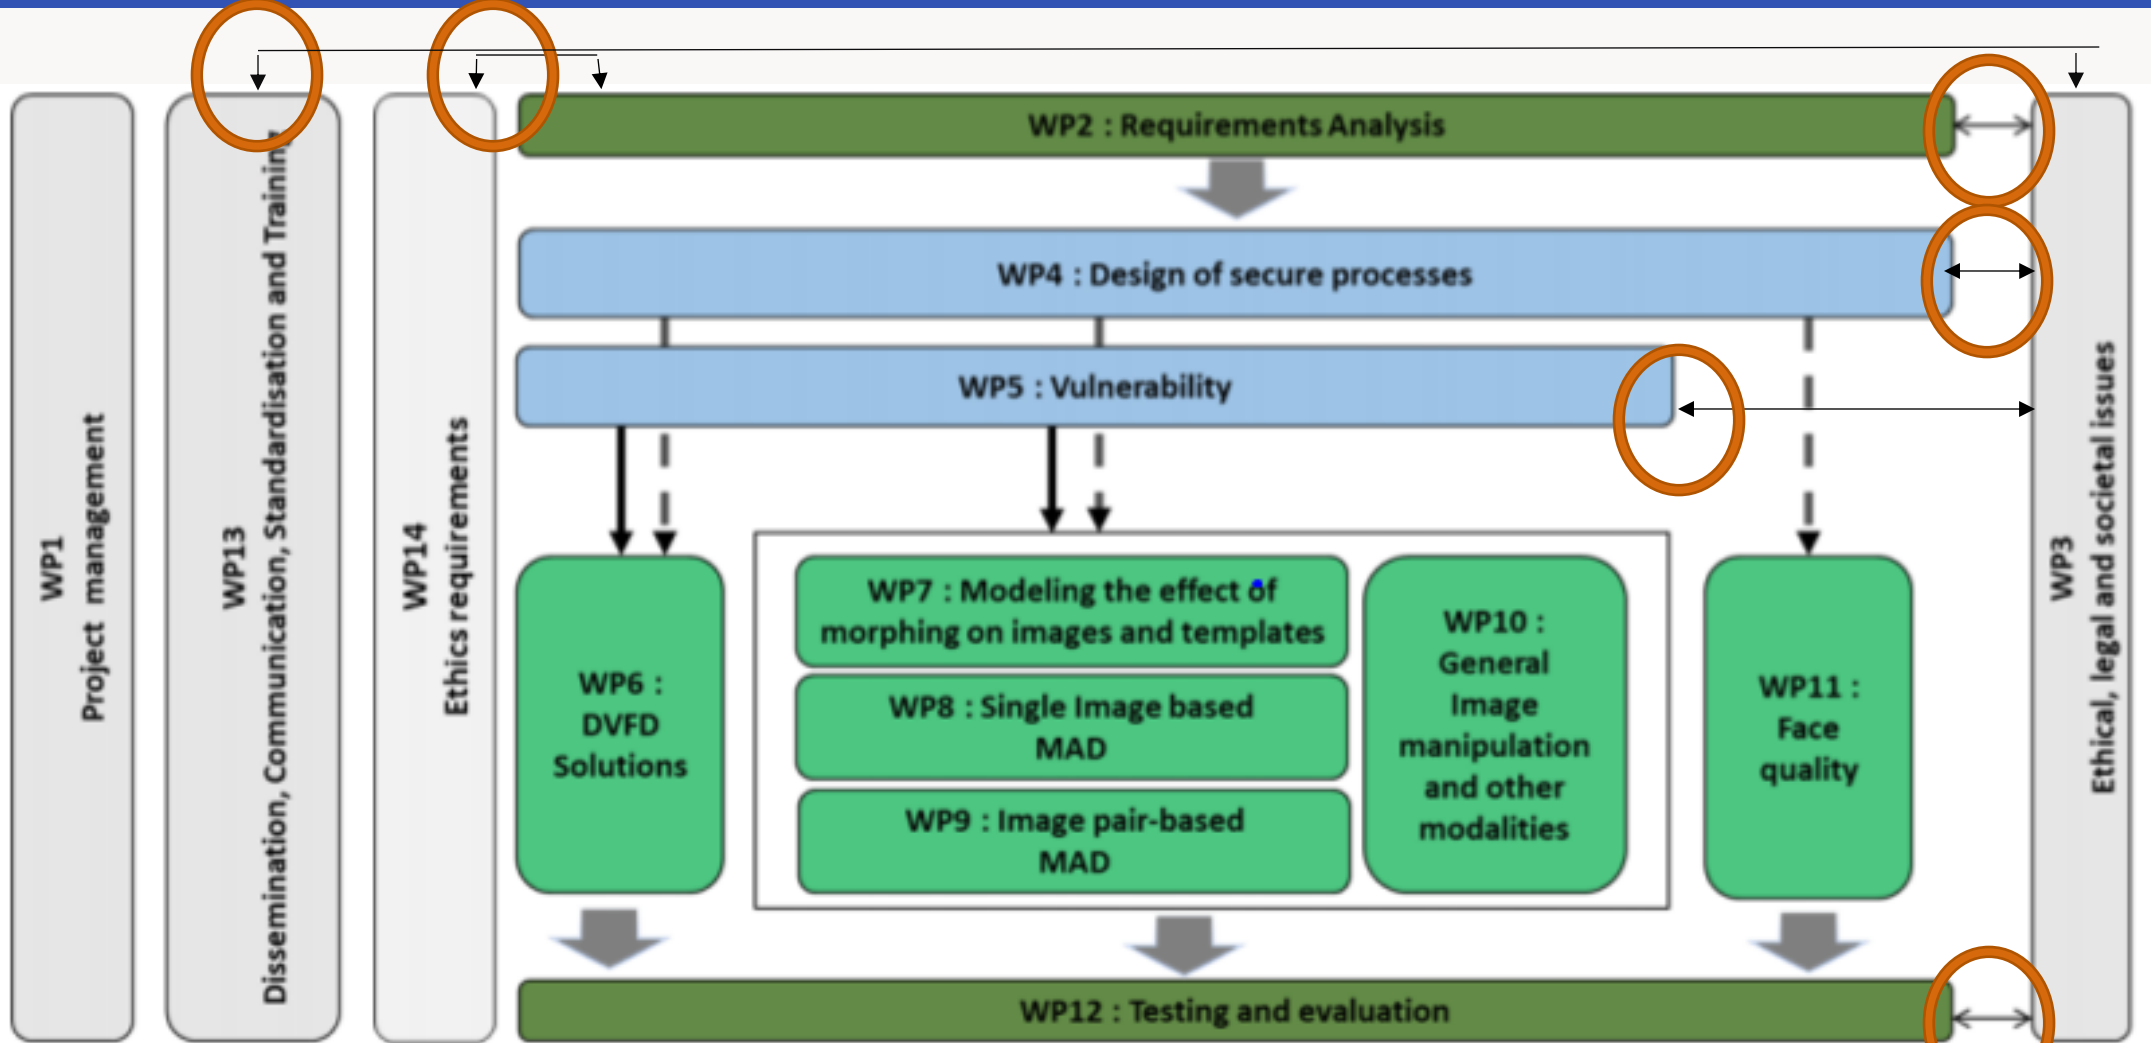 WP1
Project management
WP13
Dissemination, Communication, Standardisation and Training
WP14
Ethics requirements
WP2 : Requirements Analysis
WP4 : Design of secure processes
WP5 : Vulnerability
WP6 :
DVFD
Solutions
WP7 : Modeling the effect of
morphing on images and templates
WP8 : Single Image based
MAD
WP9 : Image pair-based
MAD
WP10 :
General
Image
manipulation
and other
modalities
WP11 :
Face
quality
WP12 : Testing and evaluation
WP3
Ethical, legal and societal issues